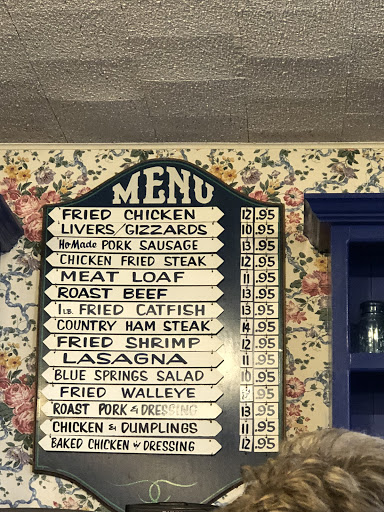 MENU
FRIED CHICKEN 12.95
LIVERS/GIZZARDS 10.95
HoMade PORK SAUSAGE 13.95
CHICKEN FRIED STEAK 12.95
MEAT LOAF 11.95
ROAST BEEF 13.95
1 LB. FRIED CATFISH 13.95
COUNTRY HAM STEAK 14.95
FRIED SHRIMP 12.95
LASAGNA 11.95
BLUE SPRINGS SALAD 10.95
FRIED WALLEYE .95
ROAST PORK & DRESSING 13.95
CHICKEN & DUMPLINGS 11.95
BAKED CHICKEN W DRESSING 12.95